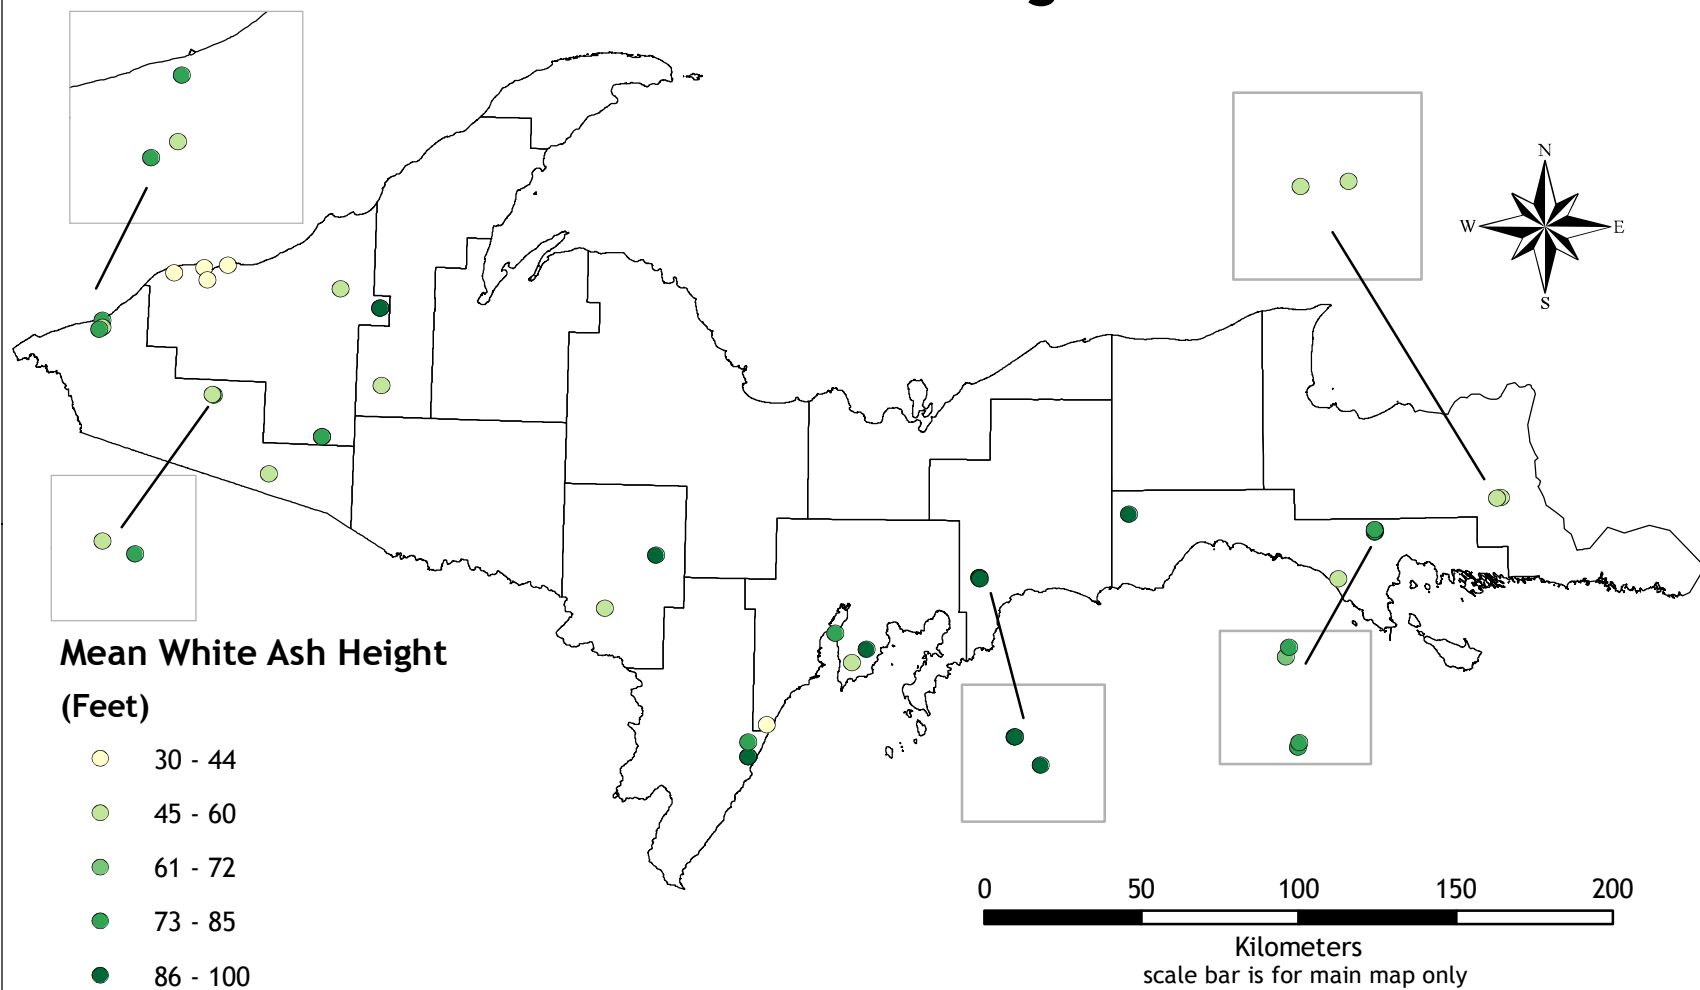 N
W E
S
Mean White Ash Height
(Feet)
30 - 44
45 - 60
61 - 72
73 - 85
86 - 100
0 50 100 150 200
Kilometers
scale bar is for main map only